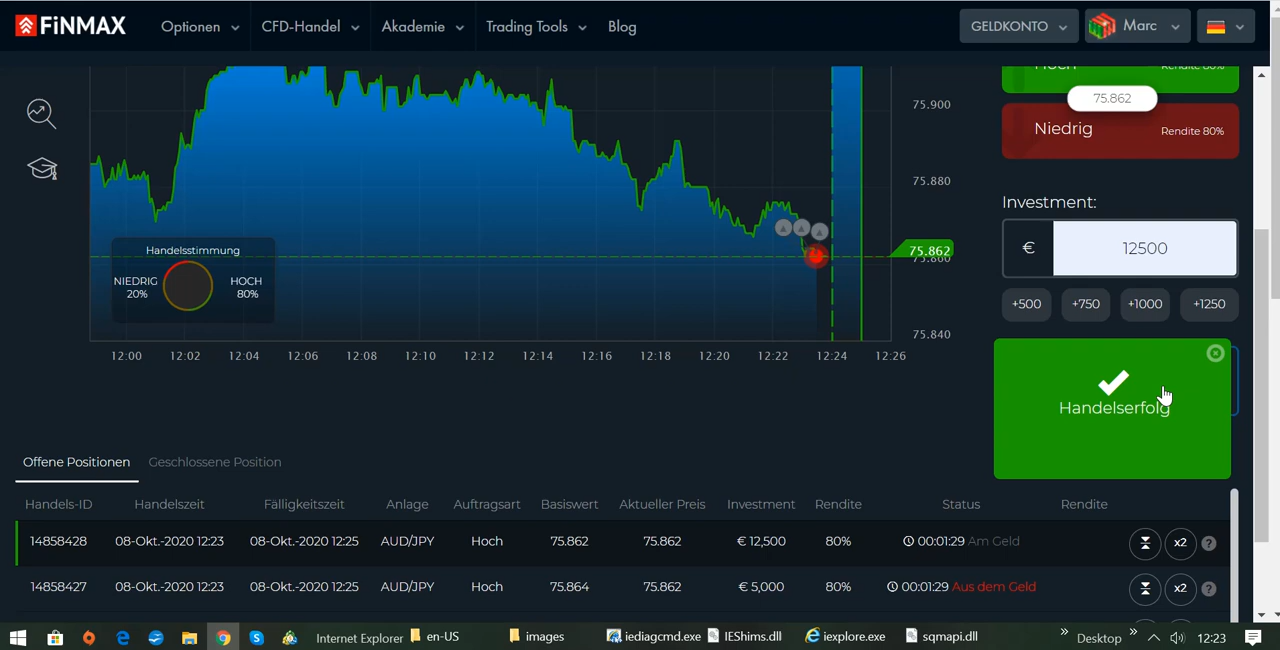 FiNMAX Optionen CFD-Handel Akademie Trading Tools Blog GELDKONTO Marc
Hoch Rendite 80%
75.862
Niedrig Rendite 80%
75.900
75.880
75.862
75.860
75.840
Handelsstimmung
NIEDRIG
20%
HOCH
80%
12:00 12:02 12:04 12:06 12:08 12:10 12:12 12:14 12:16 12:18 12:20 12:22 12:24 12:26
Investment:
€ 12500
+500 +750 +1000 +1250
Handelserfolg
Offene Positionen Geschlossene Position
Handels-ID Handelszeit Fälligkeitszeit Anlage Auftragsart Basiswert Aktueller Preis Investment Rendite Status Rendite
14858428 08-Okt.-2020 12:23 08-Okt.-2020 12:25 AUD/JPY Hoch 75.862 75.862 € 12,500 80% 00:01:29 Am Geld x2 ?
14858427 08-Okt.-2020 12:23 08-Okt.-2020 12:25 AUD/JPY Hoch 75.864 75.862 € 5,000 80% 00:01:29 Aus dem Geld x2 ?
Internet Explorer en-US images iediagcmd.exe IEShims.dll iexplore.exe sqmapi.dll » Desktop » 12:23